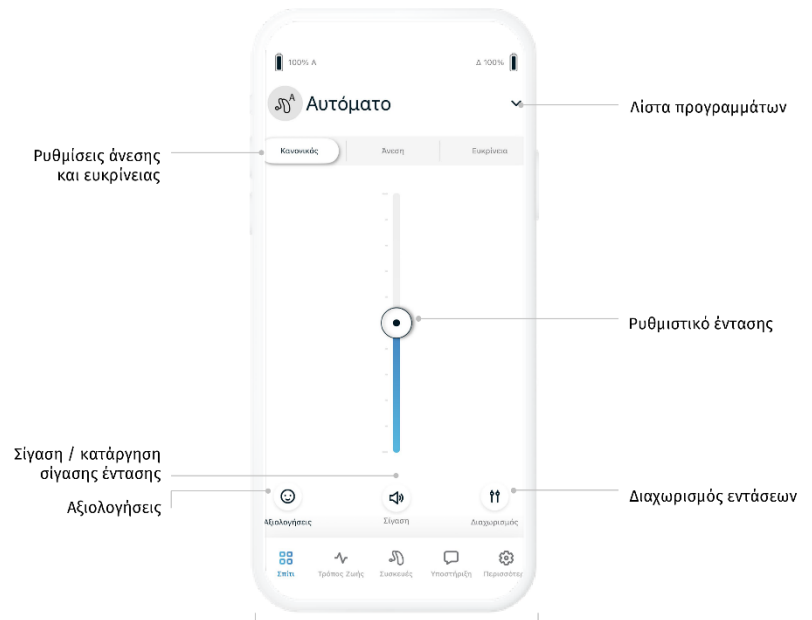 100% Α
Δ 100%
Α
Αυτόματο
Λίστα προγραμμάτων
Ρυθμίσεις άνεσης
και ευκρίνειας
Κανονικός
Άνεση
Ευκρίνεια
Ρυθμιστικό έντασης
Σίγαση / κατάργηση
σίγασης έντασης
Αξιολογήσεις
Διαχωρισμός εντάσεων
Αξιολογήσεις
Σίγαση
Διαχωρισμός
Σπίτι
Τρόπος Ζωής
Συσκευές
Υποστήριξη
Περισσότε